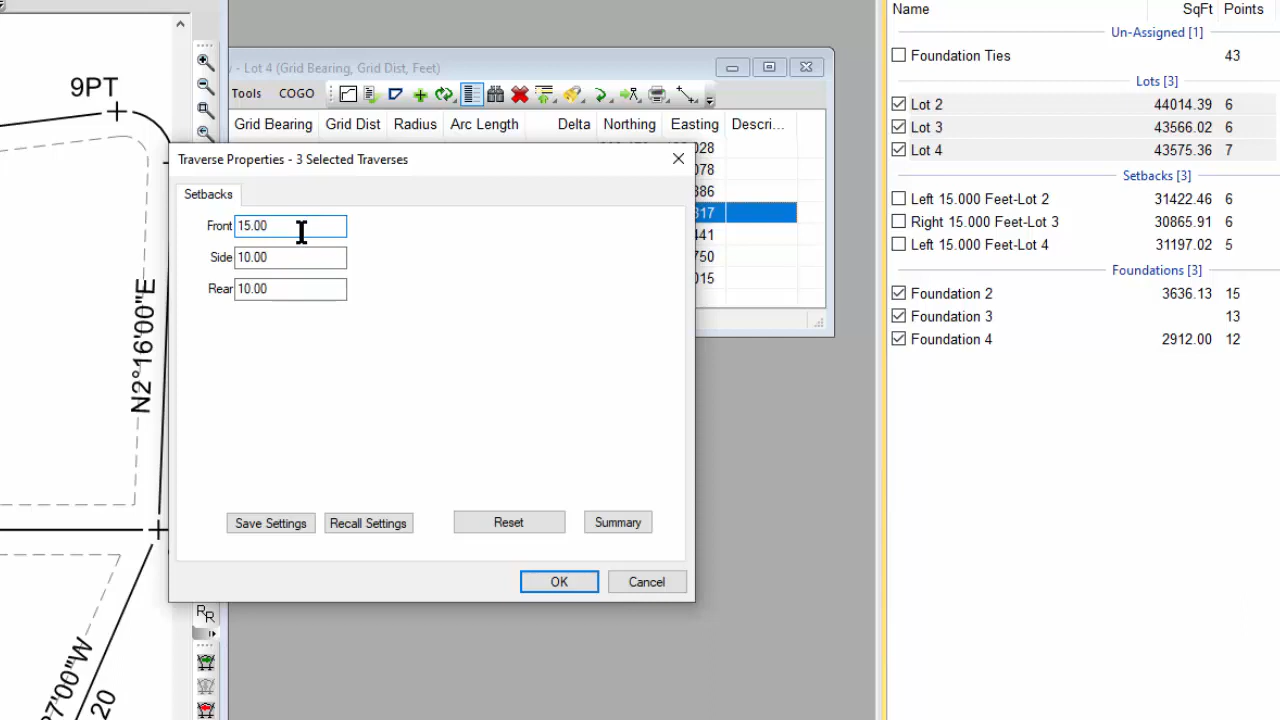 9PT
N2°16'00"E
27'00"W
20
RR
- Lot 4 (Grid Bearing, Grid Dist, Feet)
Tools COGO
Grid Bearing Grid Dist Radius Arc Length Delta Northing Easting Descri...
028
078
386
317
441
750
015
Traverse Properties - 3 Selected Traverses
Setbacks
Front 15.00
Side 10.00
Rear 10.00
Save Settings Recall Settings Reset Summary
OK Cancel
Name SqFt Points
Un-Assigned [1]
Foundation Ties 43
Lots [3]
Lot 2 44014.39 6
Lot 3 43566.02 6
Lot 4 43575.36 7
Setbacks [3]
Left 15.000 Feet-Lot 2 31422.46 6
Right 15.000 Feet-Lot 3 30865.91 6
Left 15.000 Feet-Lot 4 31197.02 5
Foundations [3]
Foundation 2 3636.13 15
Foundation 3 13
Foundation 4 2912.00 12